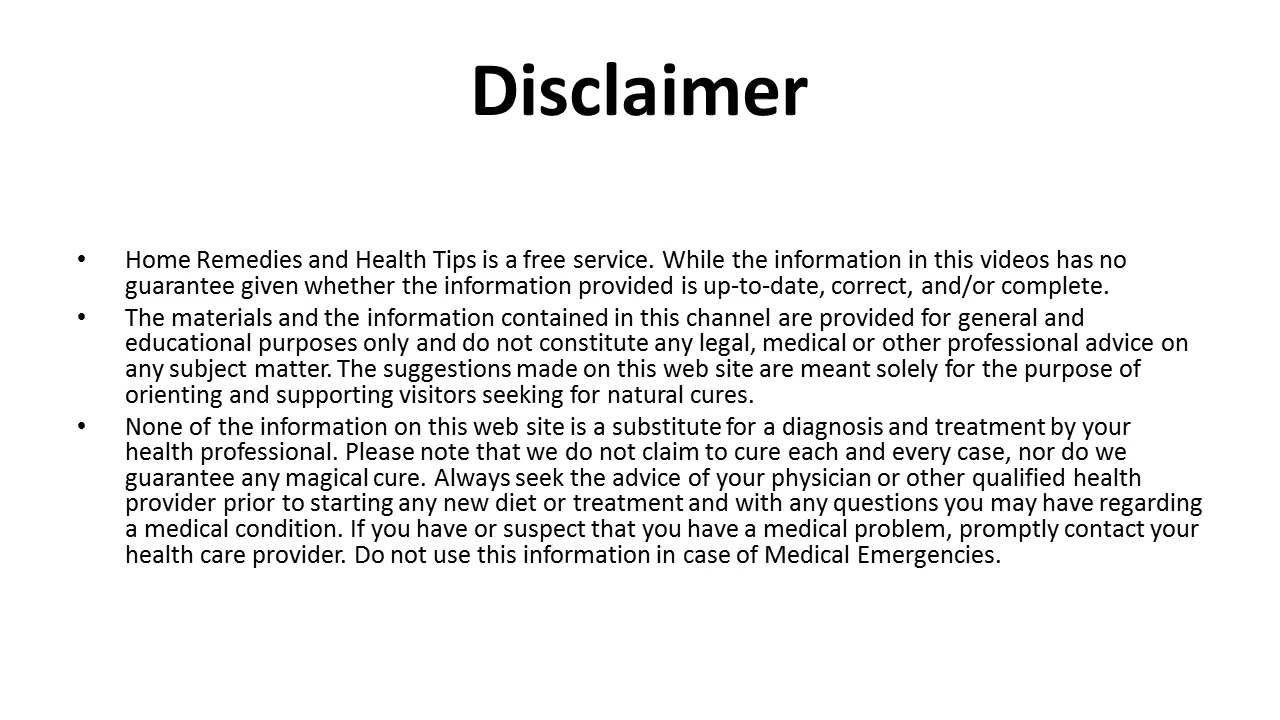 Disclaimer
• Home Remedies and Health Tips is a free service. While the information in this videos has no
guarantee given whether the information provided is up-to-date, correct, and/or complete.
• The materials and the information contained in this channel are provided for general and
educational purposes only and do not constitute any legal, medical or other professional advice on
any subject matter. The suggestions made on this web site are meant solely for the purpose of
orienting and supporting visitors seeking for natural cures.
• None of the information on this web site is a substitute for a diagnosis and treatment by your
health professional. Please note that we do not claim to cure each and every case, nor do we
guarantee any magical cure. Always seek the advice of your physician or other qualified health
provider prior to starting any new diet or treatment and with any questions you may have regarding
a medical condition. If you have or suspect that you have a medical problem, promptly contact your
health care provider. Do not use this information in case of Medical Emergencies.